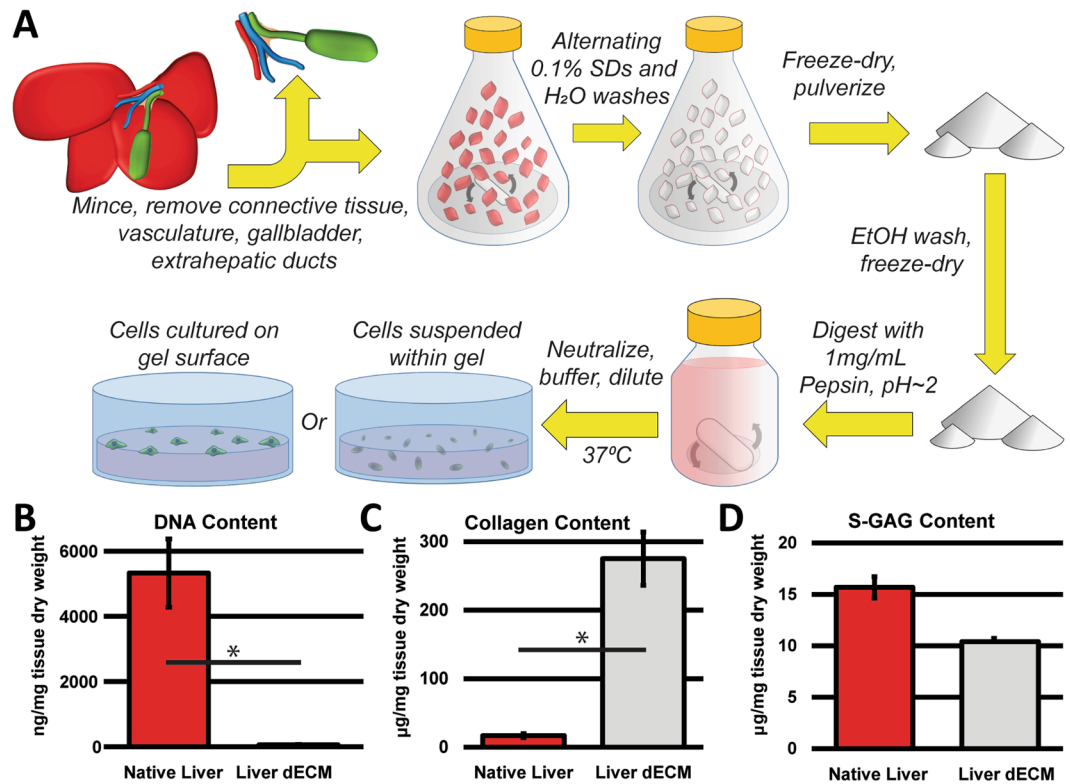 A
Mince, remove connective tissue,
vasculature, gallbladder,
extrahepatic ducts
Alternating
0.1% SDs and
H₂O washes
Freeze-dry,
pulverize
EtOH wash,
freeze-dry
Digest with
1mg/mL
Pepsin, pH~2
Neutralize,
buffer, dilute
37ºC
Cells suspended
within gel
Or
Cells cultured on
gel surface
B
DNA Content
ng/mg tissue dry weight
6000
4000
2000
0
*
Native Liver
Liver dECM
C
Collagen Content
µg/mg tissue dry weight
300
200
100
0
*
Native Liver
Liver dECM
D
S-GAG Content
µg/mg tissue dry weight
20
15
10
5
0
Native Liver
Liver dECM